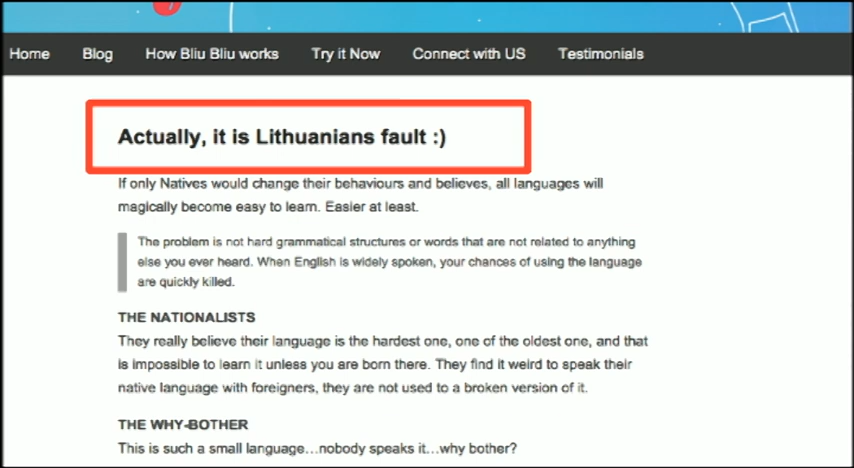 Home Blog How Bliu Bliu works Try it Now Connect with US Testimonials
Actually, it is Lithuanians fault :)
If only Natives would change their behaviours and believes, all languages will
magically become easy to learn. Easier at least.
The problem is not hard grammatical structures or words that are not related to anything
else you ever heard. When English is widely spoken, your chances of using the language
are quickly killed.
THE NATIONALISTS
They really believe their language is the hardest one, one of the oldest one, and that
is impossible to learn it unless you are born there. They find it weird to speak their
native language with foreigners, they are not used to a broken version of it.
THE WHY-BOTHER
This is such a small language...nobody speaks it...why bother?